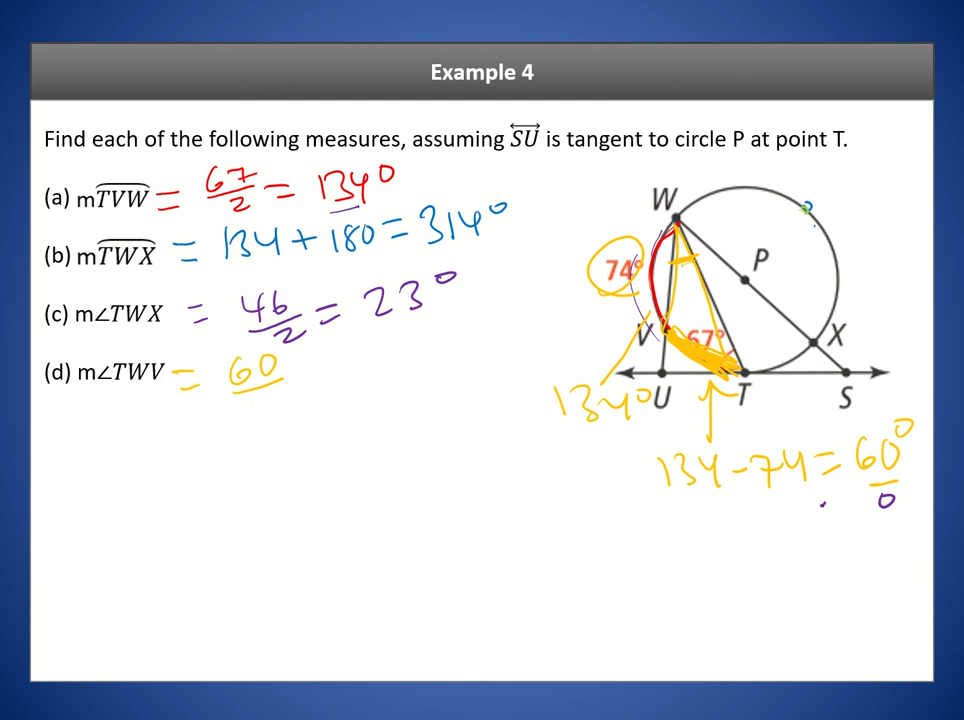 Example 4
Find each of the following measures, assuming SU is tangent to circle P at point T.
(a) mTVW = 67/2 = 134°
(b) mTWX = 134 + 180 = 314°
(c) m∠TWX = 46/2 = 23°
(d) m∠TWV = 60
W
P
74°
V
67°
X
134°
U
T
S
134 - 74 = 60°
0